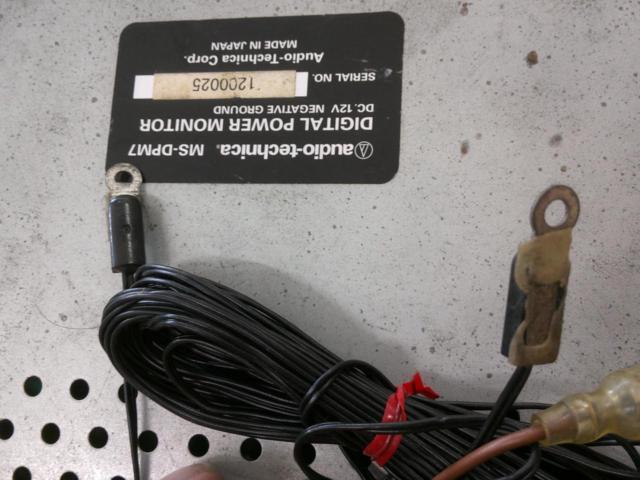 audio-technica. MS-DPM7
DIGITAL POWER MONITOR
DC. 12V NEGATIVE GROUND
SERIAL NO. 1200025
Audio-Technica Corp.
MADE IN JAPAN